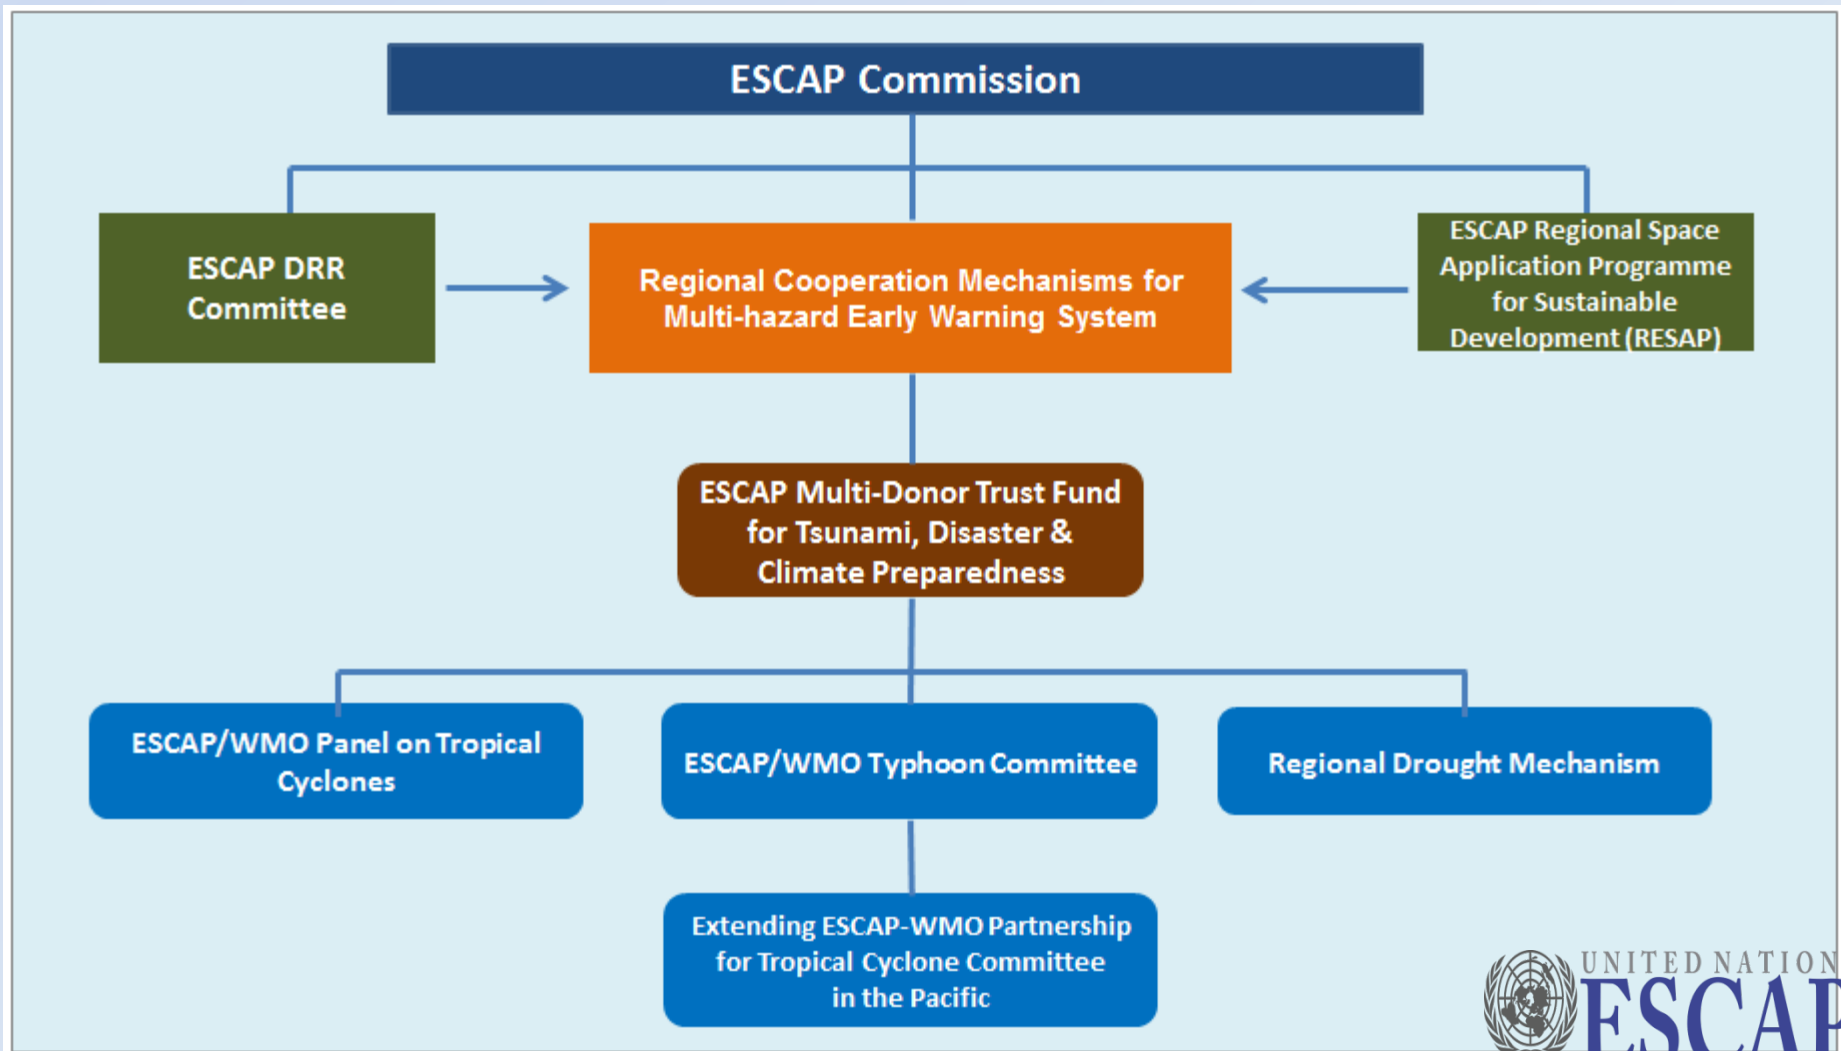 ESCAP Commission
ESCAP DRR
Committee
Regional Cooperation Mechanisms for
Multi-hazard Early Warning System
ESCAP Regional Space
Application Programme
for Sustainable
Development (RESAP)
ESCAP Multi-Donor Trust Fund
for Tsunami, Disaster &
Climate Preparedness
ESCAP/WMO Panel on Tropical
Cyclones
ESCAP/WMO Typhoon Committee
Regional Drought Mechanism
Extending ESCAP-WMO Partnership
for Tropical Cyclone Committee
in the Pacific
UNITED NATION
ESCAP